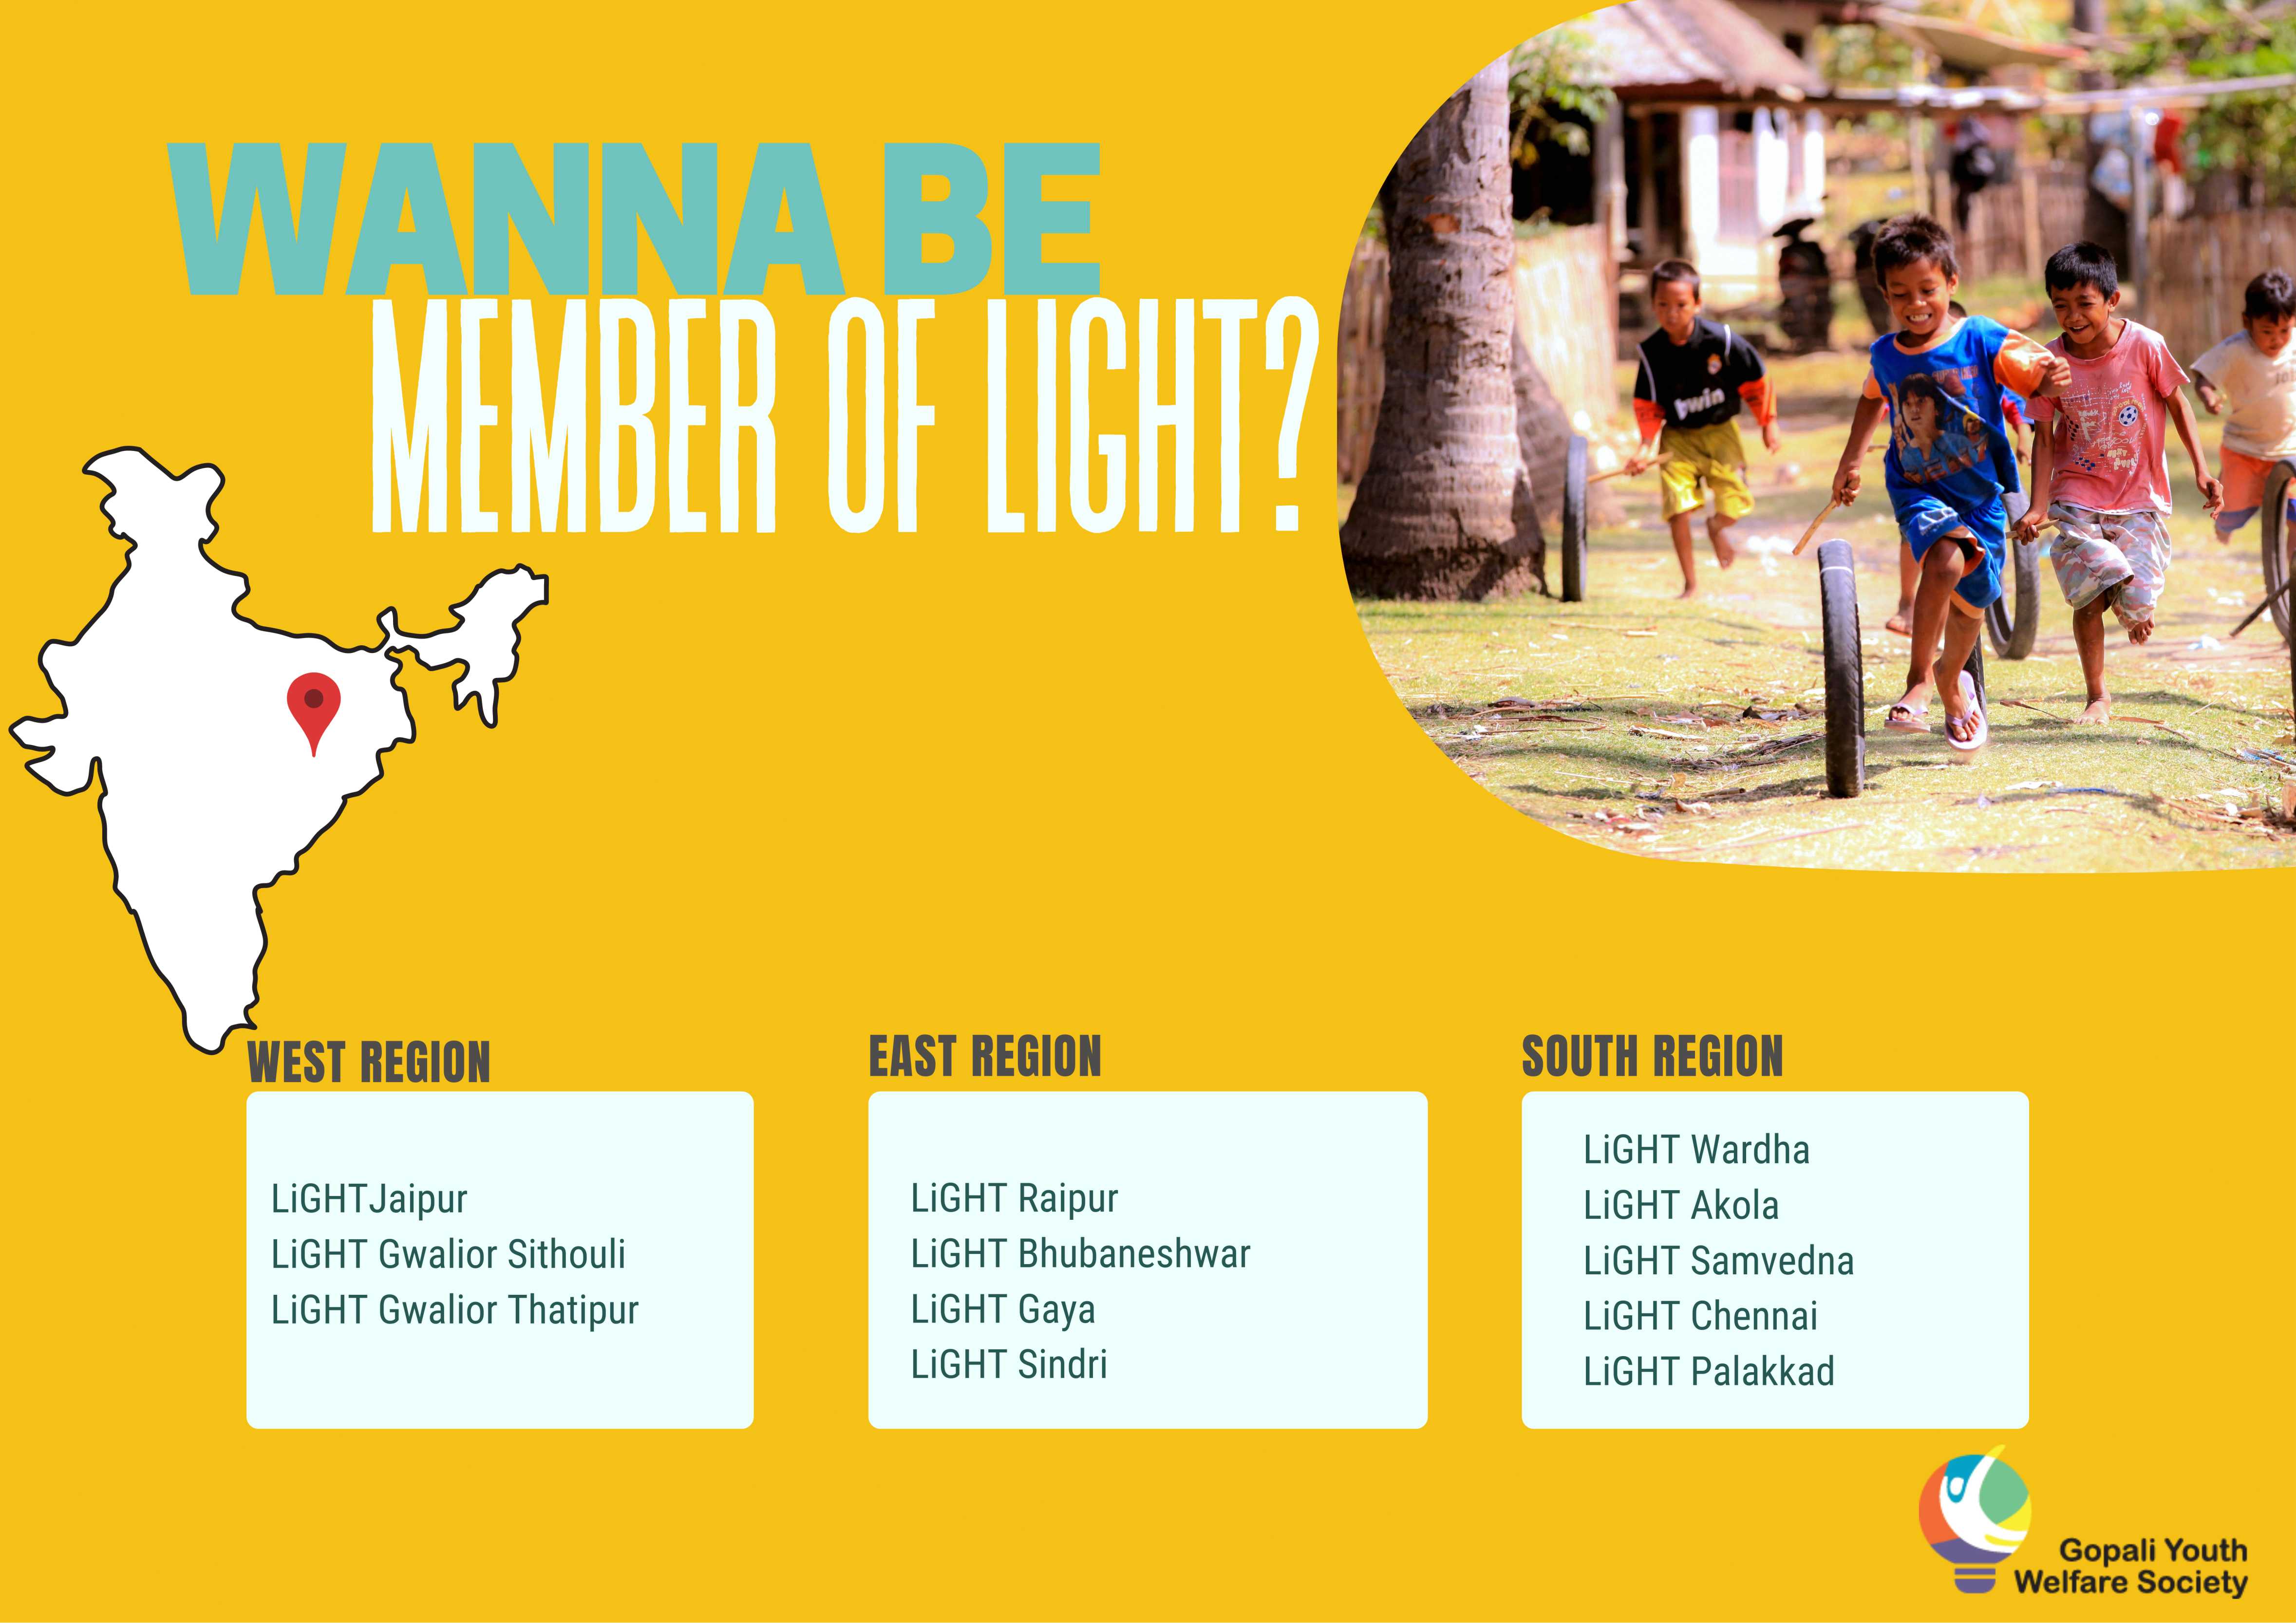 WANNA BE
MEMBER OF LIGHT?
twin
WEST REGION
LiGHTJaipur
LiGHT Gwalior Sithouli
LiGHT Gwalior Thatipur
EAST REGION
LiGHT Raipur
LiGHT Bhubaneshwar
LiGHT Gaya
LiGHT Sindri
SOUTH REGION
LiGHT Wardha
LiGHT Akola
LiGHT Samvedna
LiGHT Chennai
LiGHT Palakkad
Gopali Youth
Welfare Society